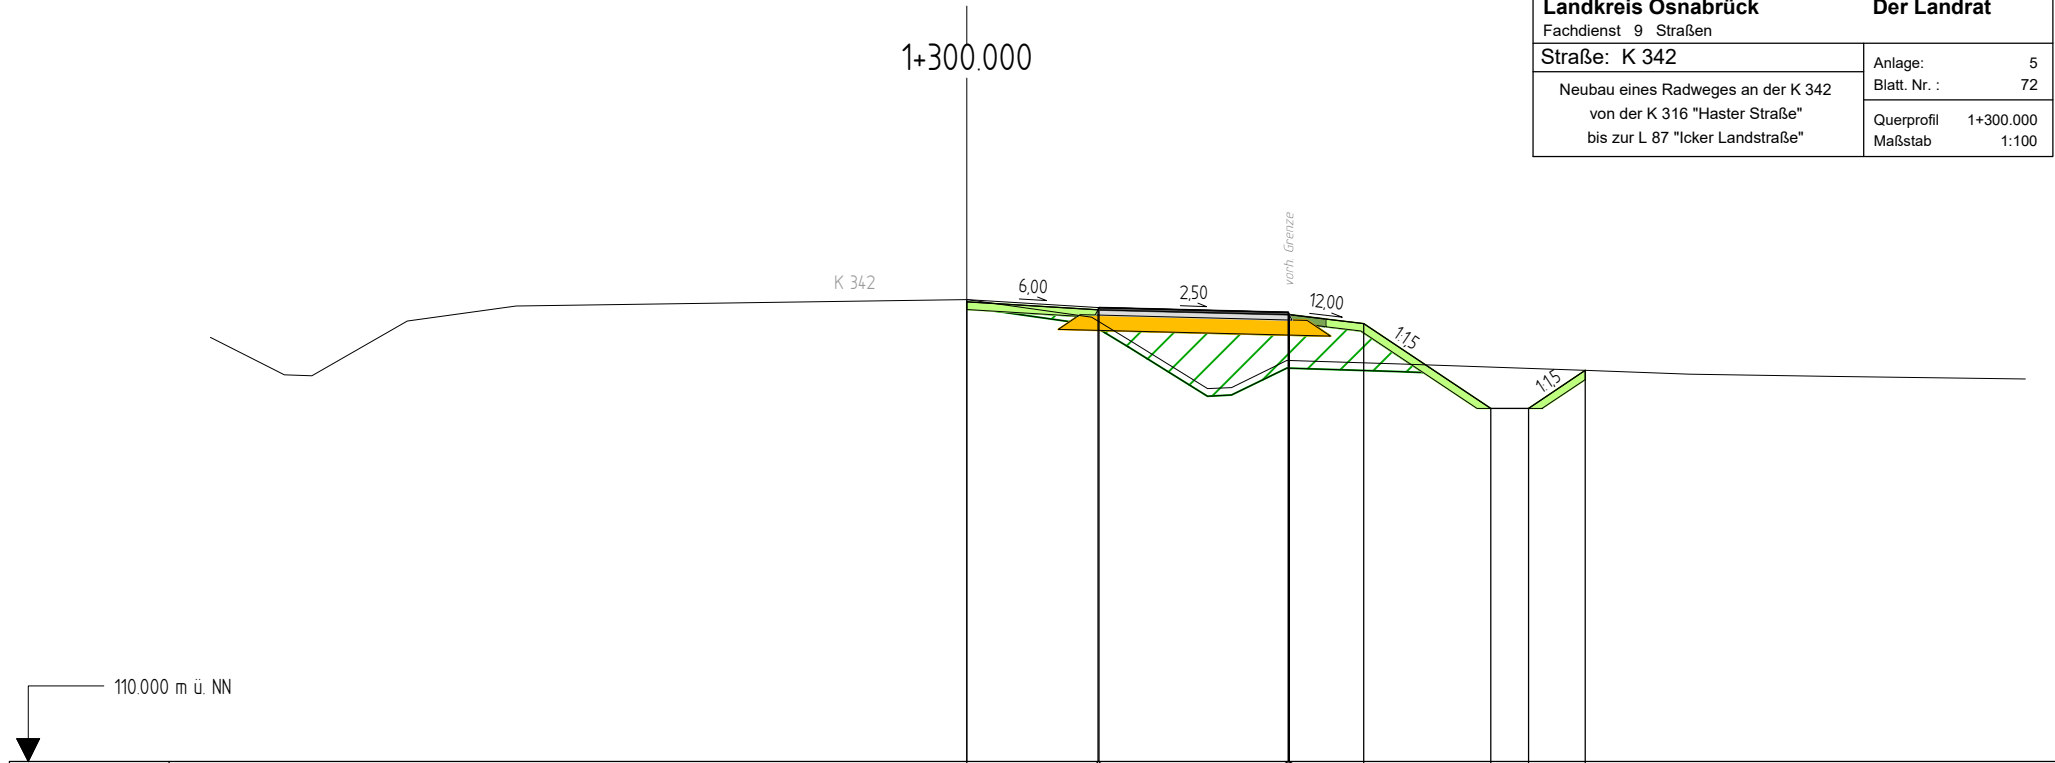 Landkreis Osnabrück Der Landrat
Fachdienst 9 Straßen
Straße: K 342
Anlage: 5
Blatt. Nr. : 72
Neubau eines Radweges an der K 342
von der K 316 "Haster Straße"
bis zur L 87 "Icker Landstraße"
Querprofil 1+300.000
Maßstab 1:100
1+300.000
vorh. Grenze
K 342
6,00
2,50
12,00
1:1,5
1:1,5
110.000 m ü. NN